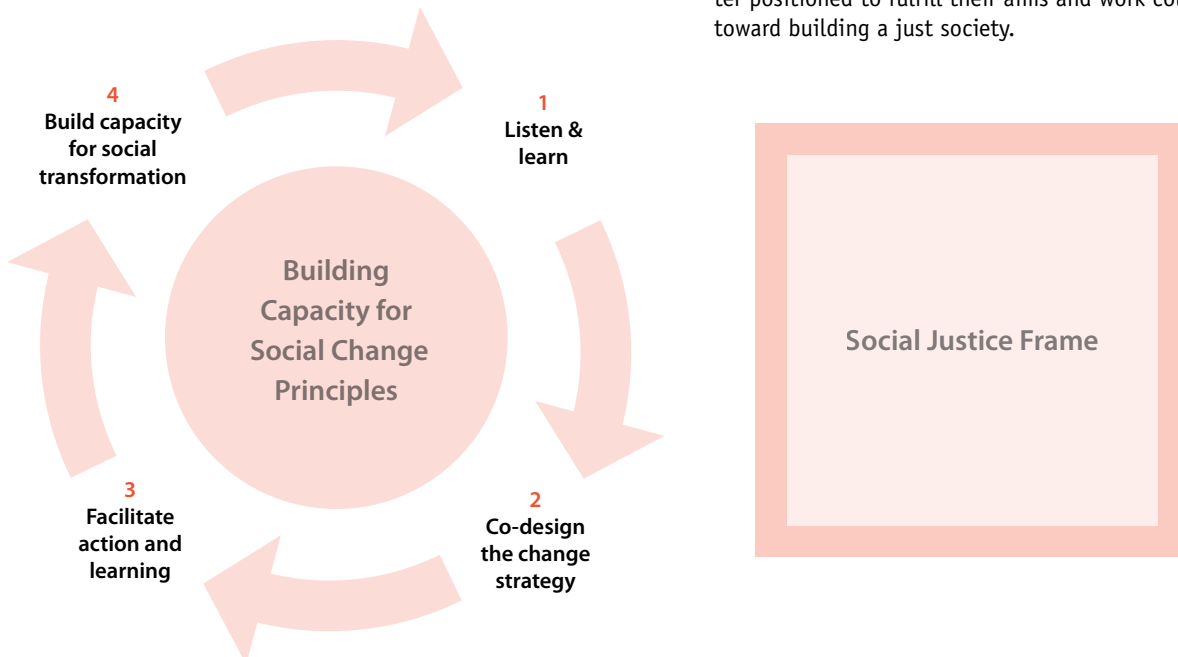 toward building a just society.
1
Listen &
learn
2
Co-design
the change
strategy
3
Facilitate
action and
learning
4
Build capacity
for social
transformation
Building
Capacity for
Social Change
Principles
Social Justice Frame